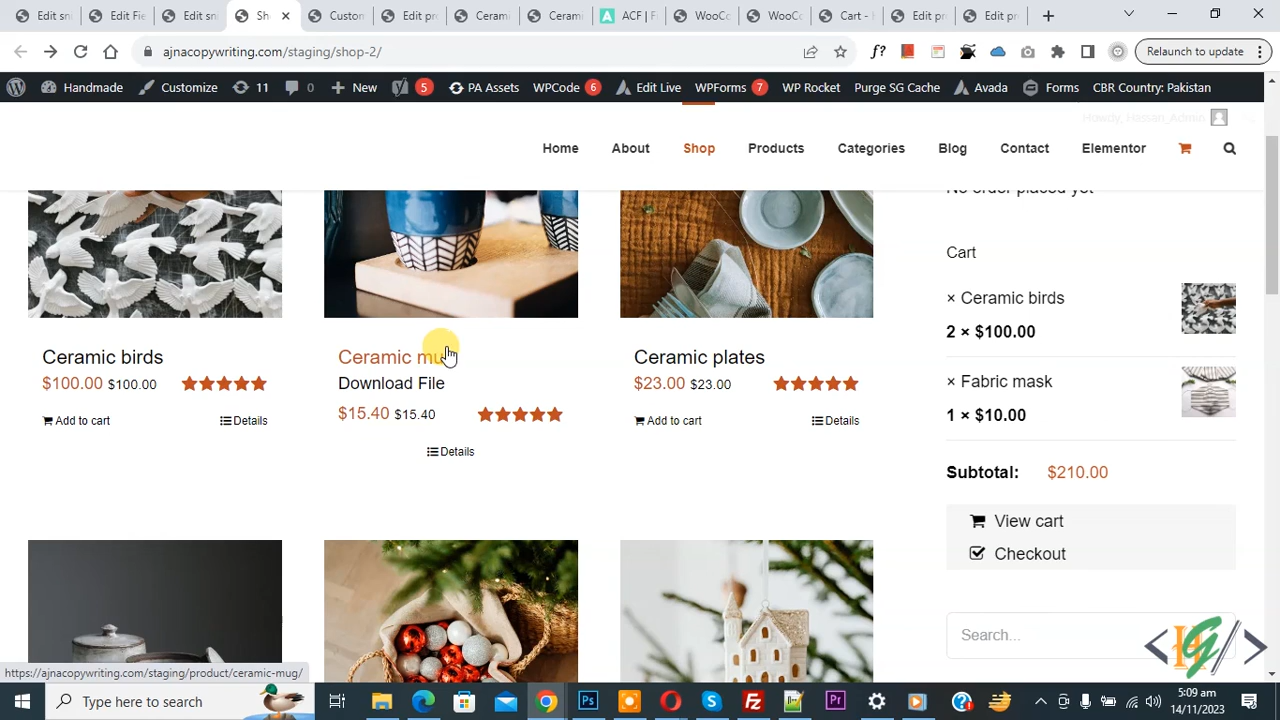 Edit sn
Edit Fie
Edit sni
Sh
Custon
Edit pr
Cerami
Cerami
ACF | F
WooCc
WooCc
Cart - H
Edit pr
Edit pr
ajnacopywriting.com/staging/shop-2/
Relaunch to update
Handmade
Customize
11
0
New
5
PA Assets
WPCode 6
Edit Live
WPForms 7
WP Rocket
Purge SG Cache
Avada
Forms
CBR Country: Pakistan
Howdy, Hassan_Admin
Home
About
Shop
Products
Categories
Blog
Contact
Elementor
No order placed yet
Cart
× Ceramic birds
2 × $100.00
× Fabric mask
1 × $10.00
Subtotal: $210.00
View cart
Checkout
Search...
Ceramic birds
$100.00 $100.00
Add to cart
Details
Ceramic mug
Download File
$15.40 $15.40
Details
Ceramic plates
$23.00 $23.00
Add to cart
Details
https://ajnacopywriting.com/staging/product/ceramic-mug/
Type here to search
5:09 am
14/11/2023